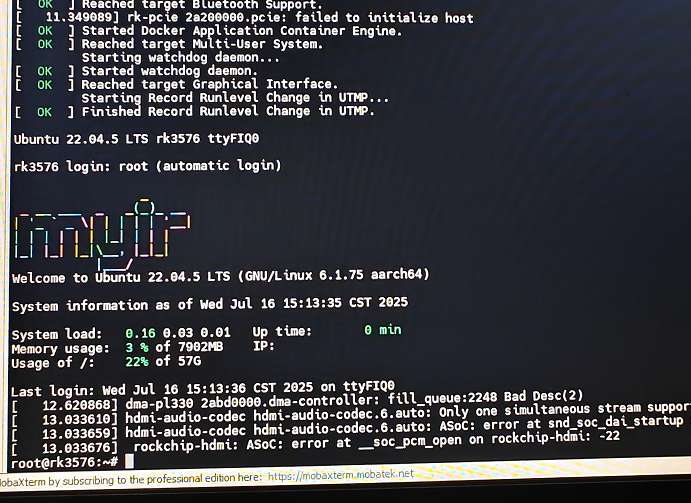 [  OK  ] Reached target Bluetooth Support.
[   11.349089] rk-pcie 2a200000.pcie: failed to initialize host
[  OK  ] Started Docker Application Container Engine.
[  OK  ] Reached target Multi-User System.
         Starting watchdog daemon...
[  OK  ] Started watchdog daemon.
[  OK  ] Reached target Graphical Interface.
         Starting Record Runlevel Change in UTMP...
[  OK  ] Finished Record Runlevel Change in UTMP.
Ubuntu 22.04.5 LTS rk3576 ttyFIQ0
rk3576 login: root (automatic login)
myir
Welcome to Ubuntu 22.04.5 LTS (GNU/Linux 6.1.75 aarch64)
System information as of Wed Jul 16 15:13:35 CST 2025
System load:   0.16 0.03 0.01   Up time:       0 min
Memory usage:  3 % of 7902MB    IP:
Usage of /:    22% of 57G
Last login: Wed Jul 16 15:13:36 CST 2025 on ttyFIQ0
[   12.620868] dma-pl330 2abd0000.dma-controller: fill_queue:2248 Bad Desc(2)
[   13.033610] hdmi-audio-codec hdmi-audio-codec.6.auto: Only one simultaneous stream suppor
[   13.033659] hdmi-audio-codec hdmi-audio-codec.6.auto: ASoC: error at snd_soc_dai_startup
[   13.033676]  rockchip-hdmi: ASoC: error at __soc_pcm_open on rockchip-hdmi: -22
root@rk3576:~#
MobaXterm by subscribing to the professional edition here: https://mobaxterm.mobatek.net